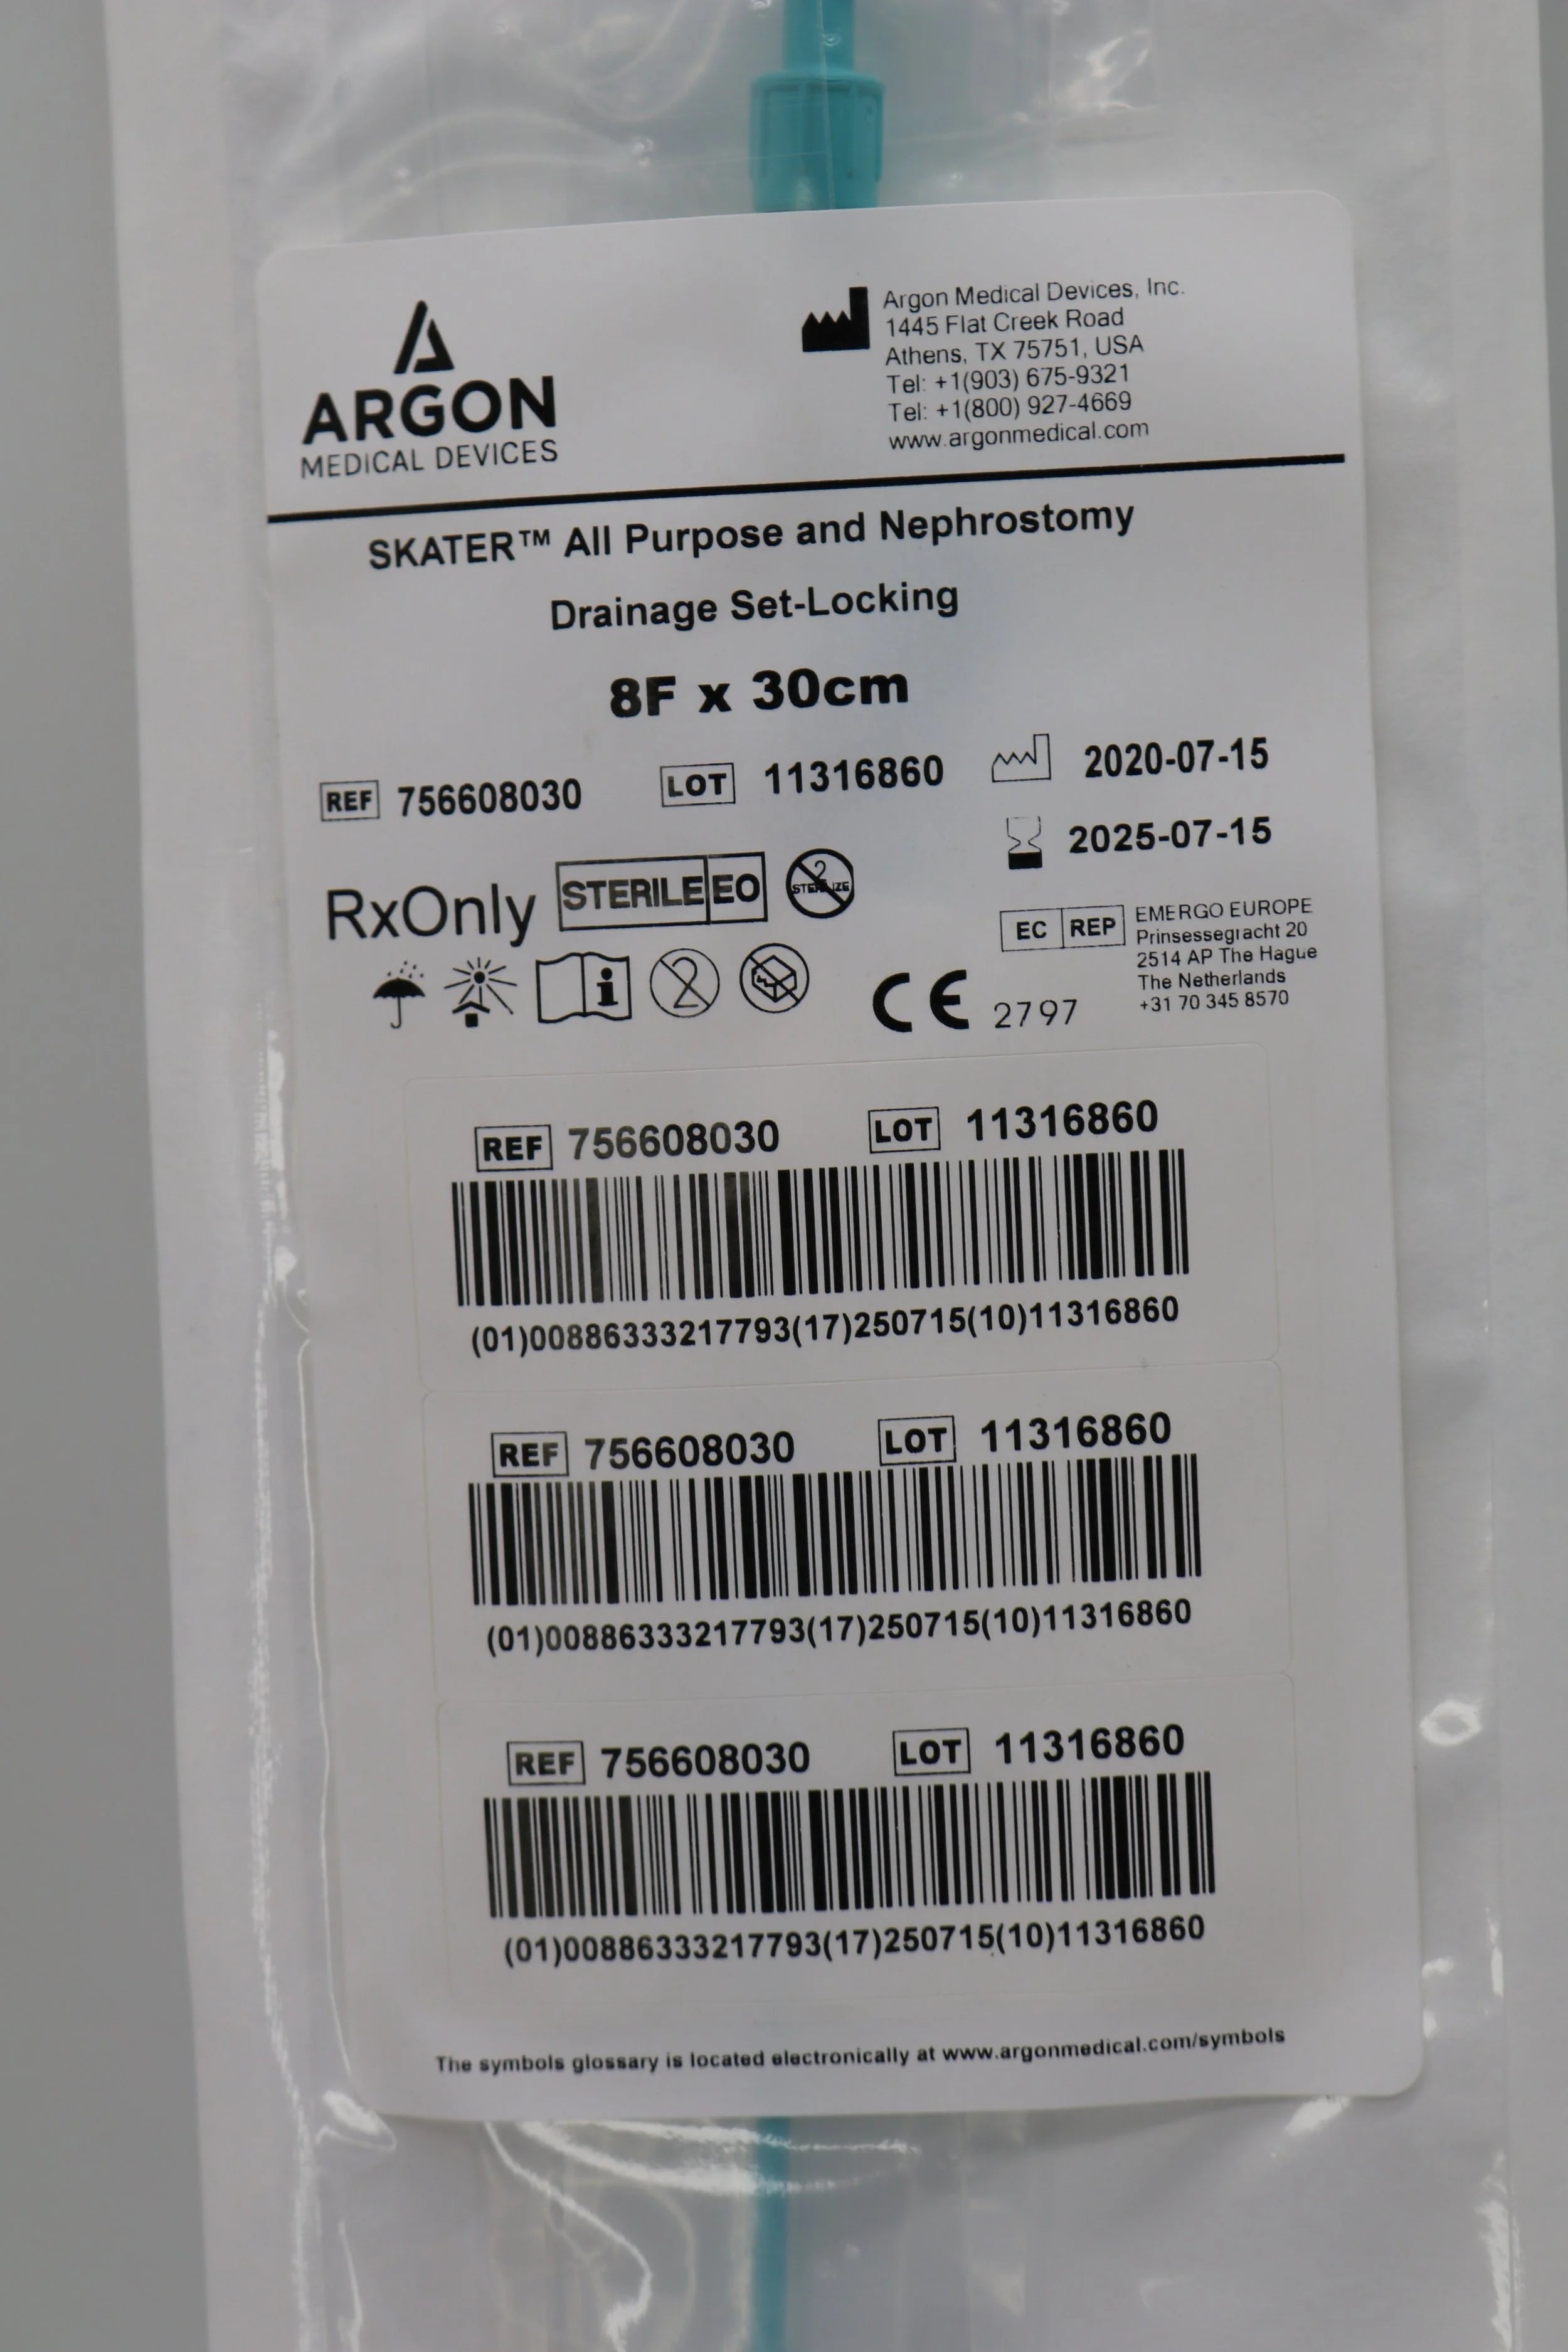 ARGON
MEDICAL DEVICES
Argon Medical Devices, Inc.
1445 Flat Creek Road
Athens, TX 75751, USA
Tel: +1(903) 675-9321
Tel: +1(800) 927-4669
www.argonmedical.com
SKATER™ All Purpose and Nephrostomy
Drainage Set-Locking
8F x 30cm
REF 756608030 LOT 11316860 2020-07-15
2025-07-15
RxOnly STERILE EO 2 STERILIZE
EC REP EMERGO EUROPE
Prinsessegracht 20
2514 AP The Hague
The Netherlands
+31 70 345 8570
i 2 CE 2797
REF 756608030 LOT 11316860
(01)00886333217793(17)250715(10)11316860
REF 756608030 LOT 11316860
(01)00886333217793(17)250715(10)11316860
REF 756608030 LOT 11316860
(01)00886333217793(17)250715(10)11316860
The symbols glossary is located electronically at www.argonmedical.com/symbols